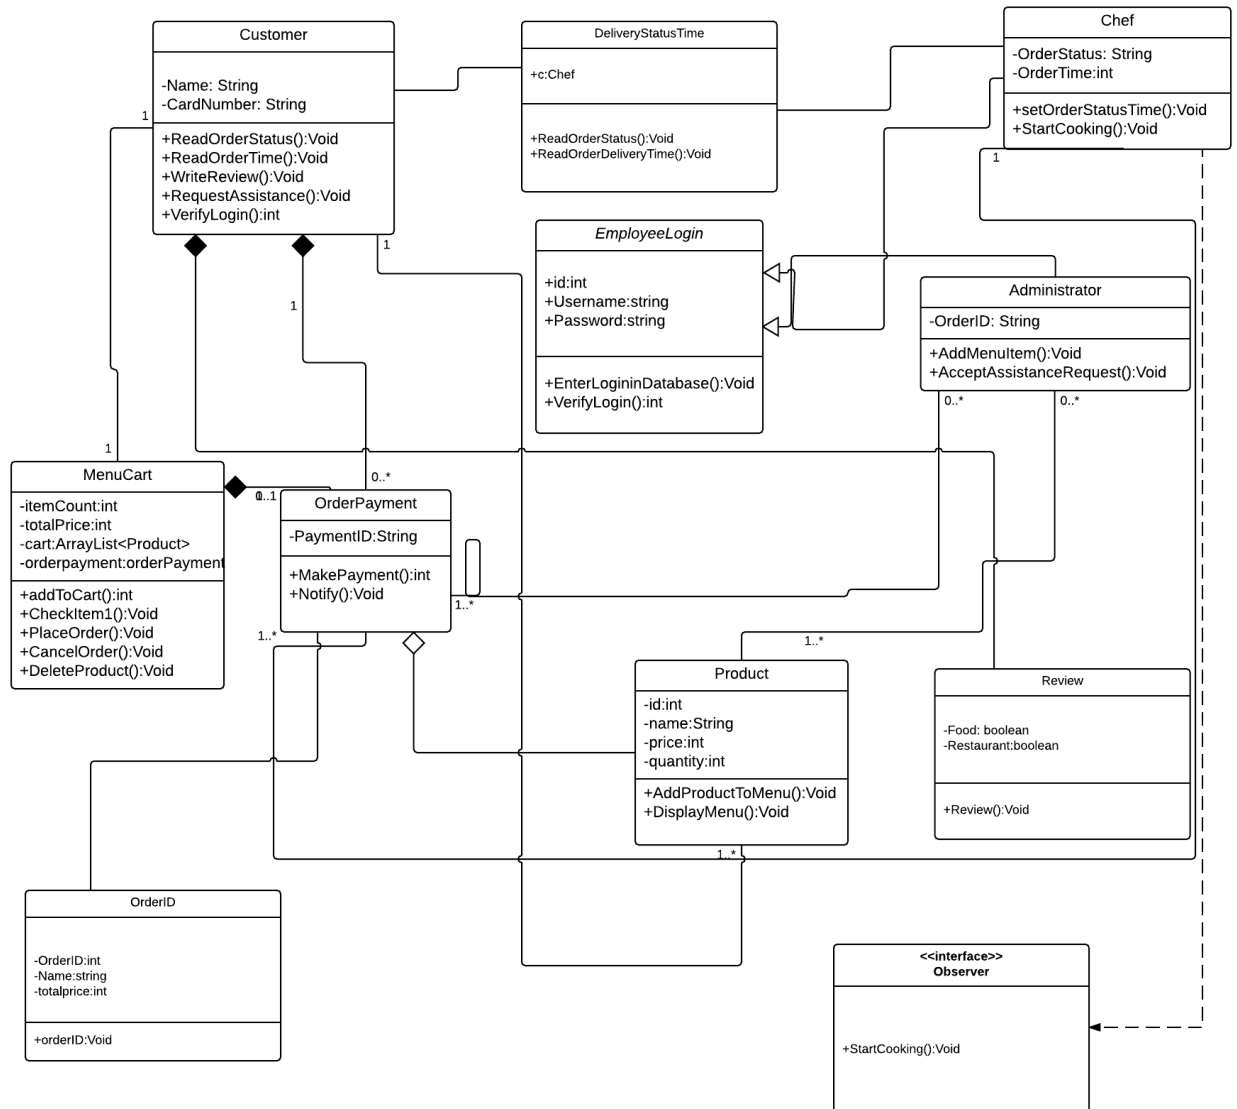 Customer
-Name: String
-CardNumber: String
+ReadOrderStatus():Void
+ReadOrderTime():Void
+WriteReview():Void
+RequestAssistance():Void
+VerifyLogin():int
DeliveryStatusTime
+c:Chef
+ReadOrderStatus():Void
+ReadOrderDeliveryTime():Void
Chef
-OrderStatus: String
-OrderTime:int
+setOrderStatusTime():Void
+StartCooking():Void
1
1
1
1
EmployeeLogin
+id:int
+Username:string
+Password:string
+EnterLogininDatabase():Void
+VerifyLogin():int
Administrator
-OrderID: String
+AddMenuItem():Void
+AcceptAssistanceRequest():Void
0..*
0..*
1
MenuCart
-itemCount:int
-totalPrice:int
-cart:ArrayList<Product>
-orderpayment:orderPayment
+addToCart():int
+CheckItem1():Void
+PlaceOrder():Void
+CancelOrder():Void
+DeleteProduct():Void
0..*
OrderPayment
-PaymentID:String
+MakePayment():int
+Notify():Void
1..*
1..*
1..*
Product
-id:int
-name:String
-price:int
-quantity:int
+AddProductToMenu():Void
+DisplayMenu():Void
1..*
Review
-Food: boolean
-Restaurant:boolean
+Review():Void
OrderID
-OrderID:int
-Name:string
-totalprice:int
+orderID:Void
<<interface>>
Observer
+StartCooking():Void